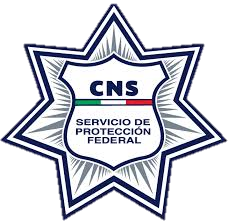 CNS
SERVICIO DE
PROTECCIÓN
FEDERAL